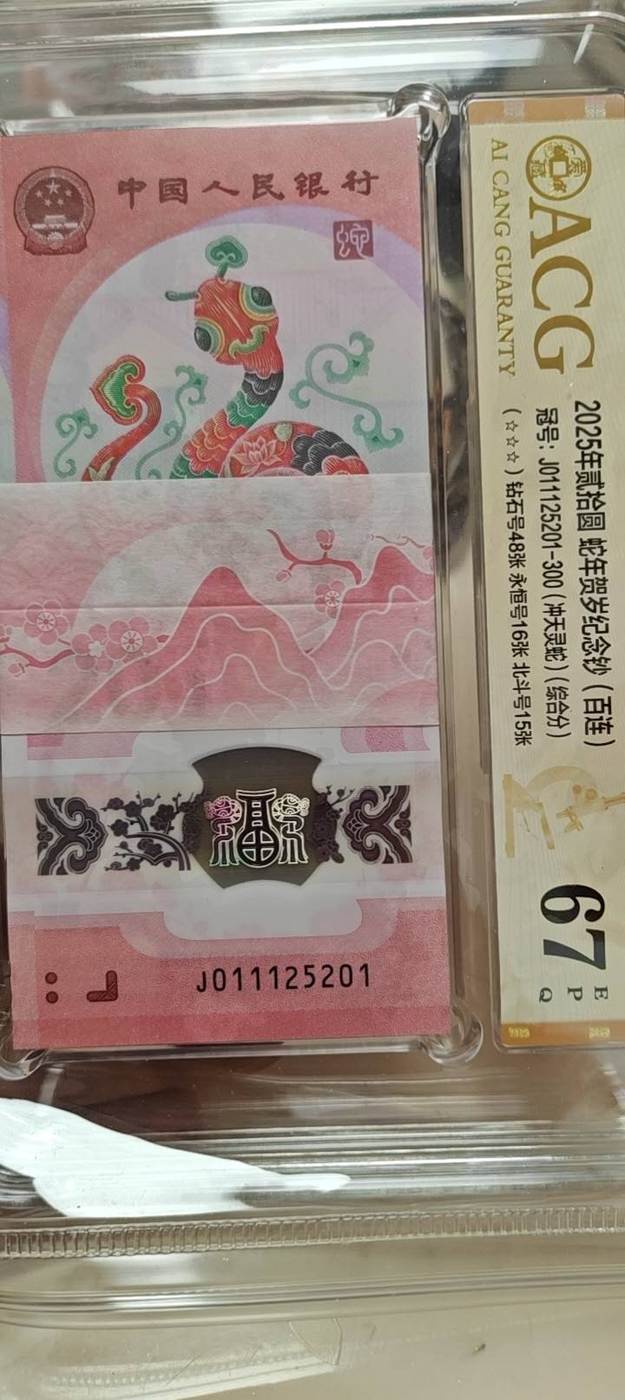 中国人民银行
蛇
福
J011125201
ACG
AI CANG GUARANTY
2025年贰拾圆 蛇年贺岁纪念钞（百连）
冠号：J011125201-300（冲天灵蛇）（综合分）
（☆☆☆）钻石号48张 永恒号16张 北斗号15张
67
EPQ